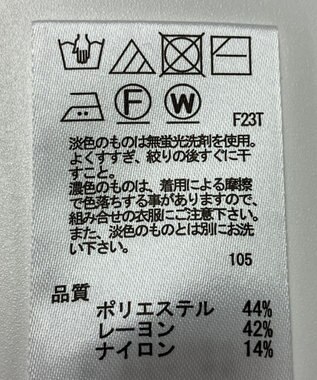 F W F23T
淡色のものは無蛍光洗剤を使用。
よくすすぎ、絞りの後すぐに干
すこと。
濃色のものは、着用による摩擦
で色落ちする事がありますので、
組み合せの衣服にご注意下さい。
また、淡色のものとは別にお洗
い下さい。 105
品質
ポリエステル 44%
レーヨン 42%
ナイロン 14%